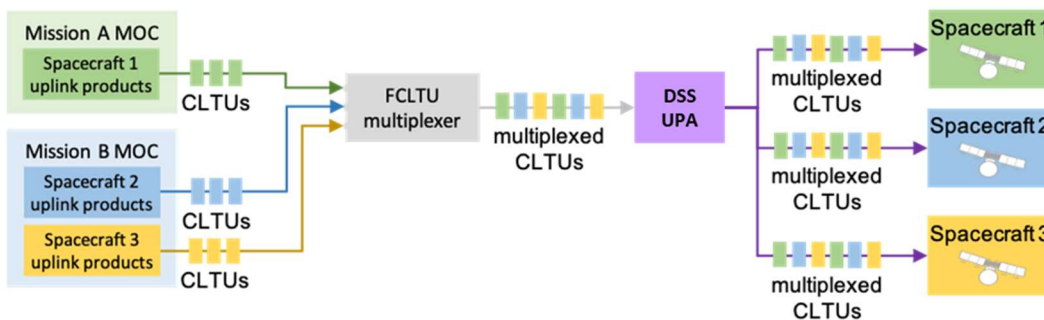 Mission A MOC
Spacecraft 1
uplink products
CLTUs
Mission B MOC
Spacecraft 2
uplink products
CLTUs
Spacecraft 3
uplink products
CLTUs
FCLTU
multiplexer
multiplexed
CLTUs
DSS
UPA
multiplexed
CLTUs
Spacecraft 1
multiplexed
CLTUs
Spacecraft 2
multiplexed
CLTUs
Spacecraft 3